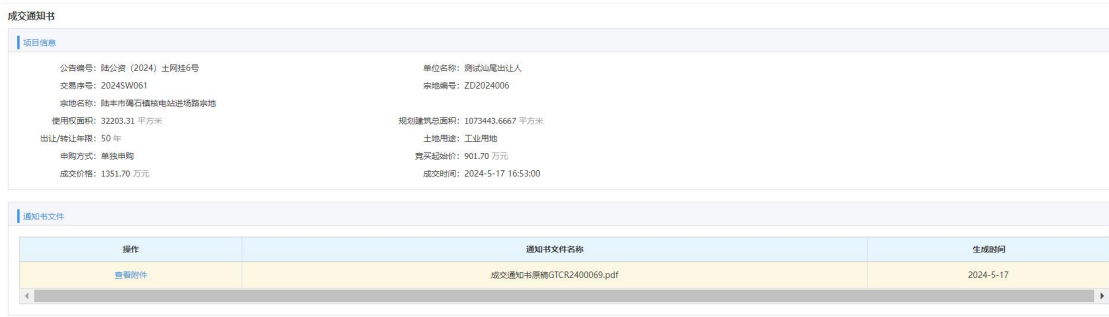 成交通知书
项目信息
公告编号: 陆公资（2024）土网挂6号 单位名称: 测试汕尾出让人
交易序号: 2024SW061 宗地编号: ZD2024006
宗地名称: 陆丰市碣石镇核电站进场路宗地
使用权面积: 32203.31 平方米 规划建筑总面积: 1073443.6667 平方米
出让/转让年限: 50 年 土地用途: 工业用地
申购方式: 单独申购 竞买起始价: 901.70 万元
成交价格: 1351.70 万元 成交时间: 2024-5-17 16:53:00
通知书文件
操作 通知书文件名称 生成时间
查看附件 成交通知书原稿GTCR2400069.pdf 2024-5-17